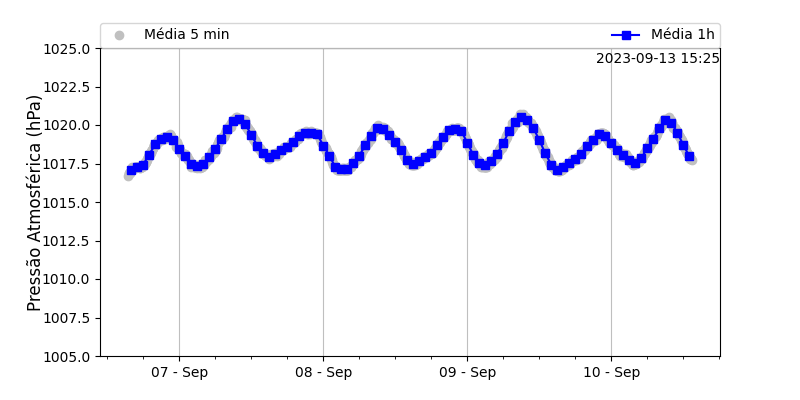 Média 5 min
Média 1h
2023-09-13 15:25
Pressão Atmosférica (hPa)
1025.0
1022.5
1020.0
1017.5
1015.0
1012.5
1010.0
1007.5
1005.0
07 - Sep
08 - Sep
09 - Sep
10 - Sep